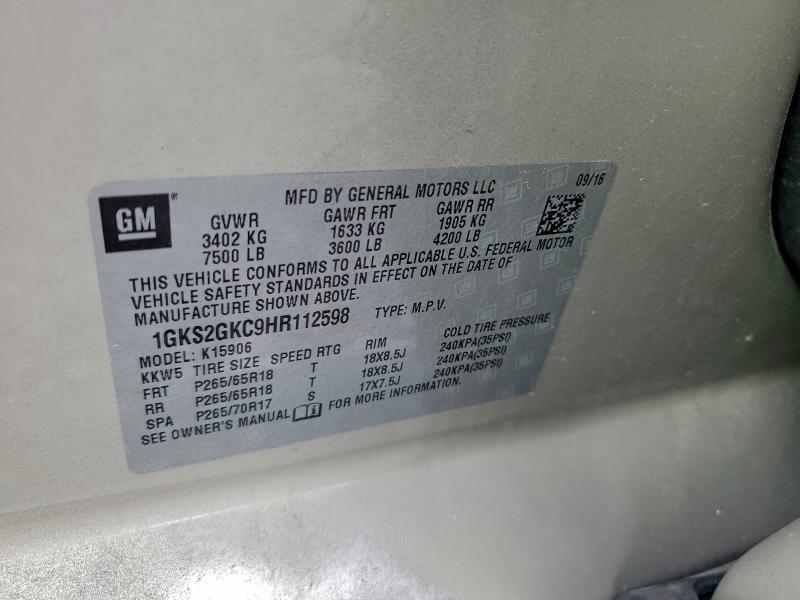 GM
®
MFD BY GENERAL MOTORS LLC
09/16
GVWR GAWR FRT GAWR RR
3402 KG 1633 KG 1905 KG
7500 LB 3600 LB 4200 LB
THIS VEHICLE CONFORMS TO ALL APPLICABLE U.S. FEDERAL MOTOR
VEHICLE SAFETY STANDARDS IN EFFECT ON THE DATE OF
MANUFACTURE SHOWN ABOVE.
1GKS2GKC9HR112598 TYPE: M.P.V.
MODEL: K15906
KKW5 TIRE SIZE SPEED RTG RIM COLD TIRE PRESSURE
FRT P265/65R18 T 18X8.5J 240KPA(35PSI)
RR P265/65R18 T 18X8.5J 240KPA(35PSI)
SPA P265/70R17 S 17X7.5J 240KPA(35PSI)
SEE OWNER'S MANUAL FOR MORE INFORMATION.